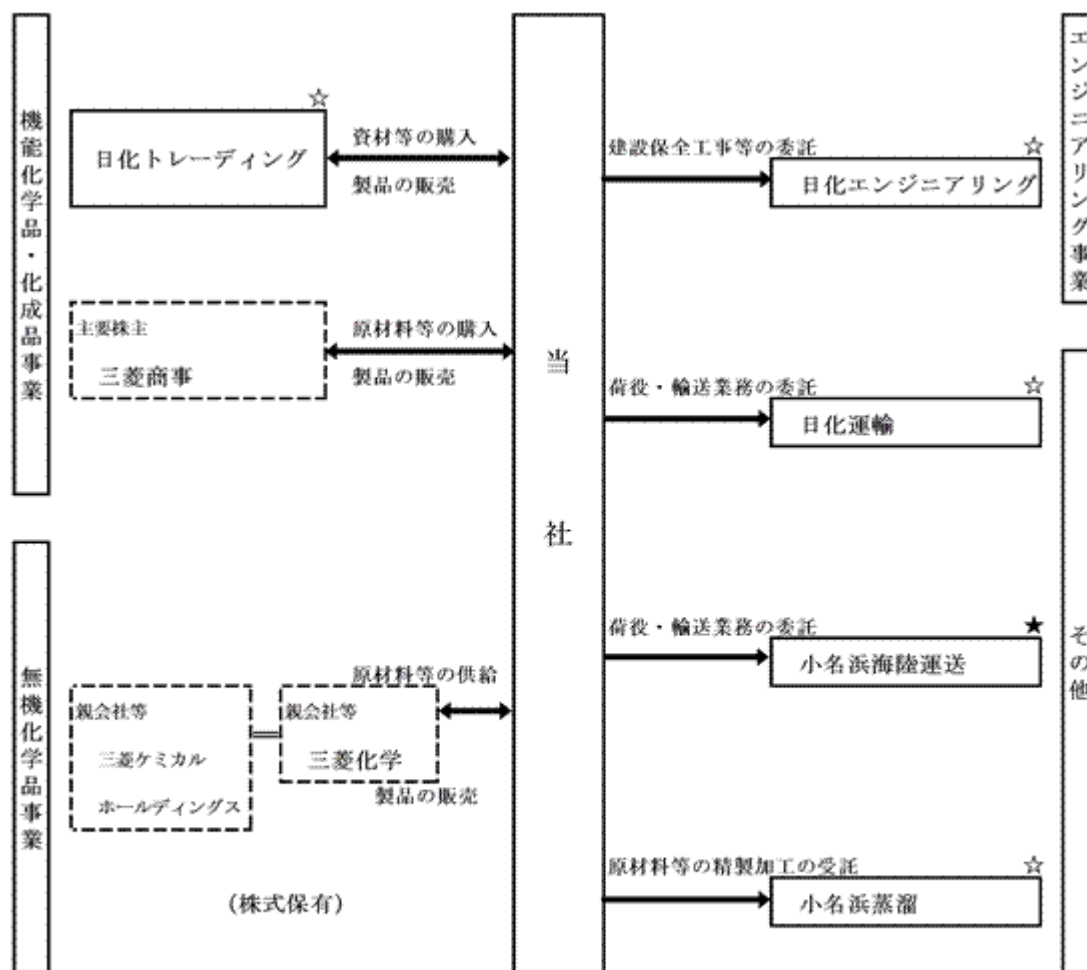 機能化学品・化成品事業
☆
日化トレーディング
資材等の購入
製品の販売
主要株主
三菱商事
原材料等の購入
製品の販売
無機化学品事業
親会社等
三菱ケミカル
ホールディングス
親会社等
三菱化学
原材料等の供給
製品の販売
(株式保有)
当社
エンジニアリング事業
建設保全工事等の委託
☆
日化エンジニアリング
その他
荷役・輸送業務の委託
☆
日化運輸
荷役・輸送業務の委託
★
小名浜海陸運送
原材料等の精製加工の受託
☆
小名浜蒸溜